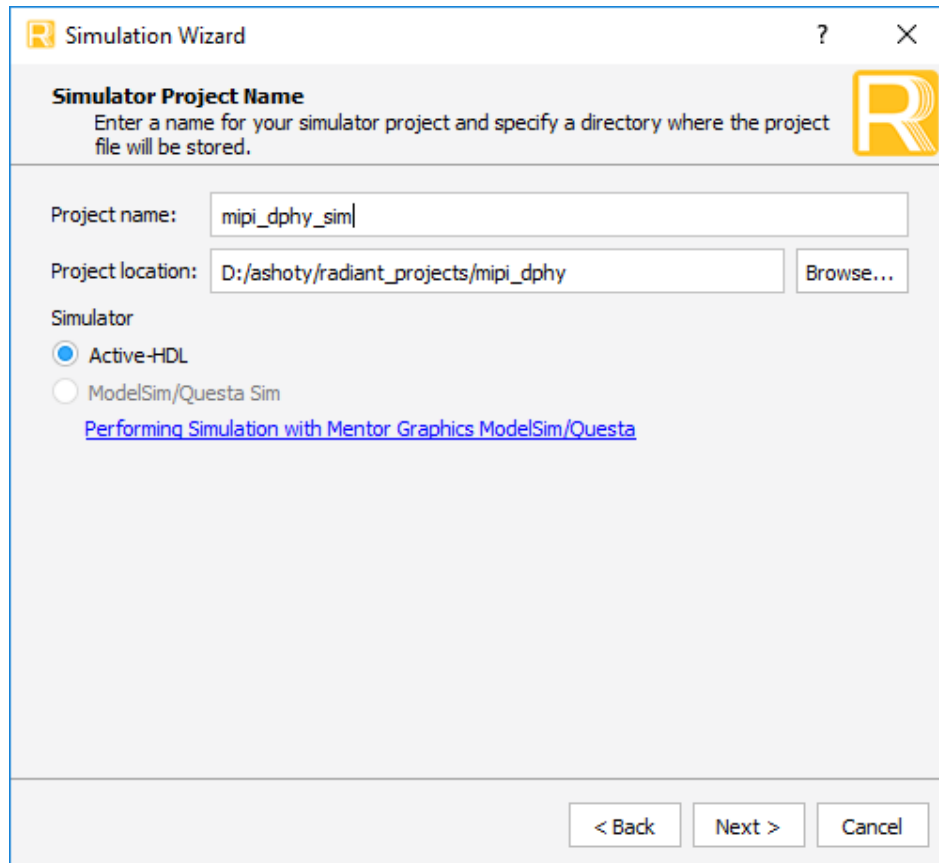 Simulation Wizard
?
Simulator Project Name
Enter a name for your simulator project and specify a directory where the project
file will be stored.
Project name: mipi_dphy_sim
Project location: D:/ashoty/radiant_projects/mipi_dphy Browse...
Simulator
Active-HDL
ModelSim/Questa Sim
Performing Simulation with Mentor Graphics ModelSim/Questa
< Back Next > Cancel